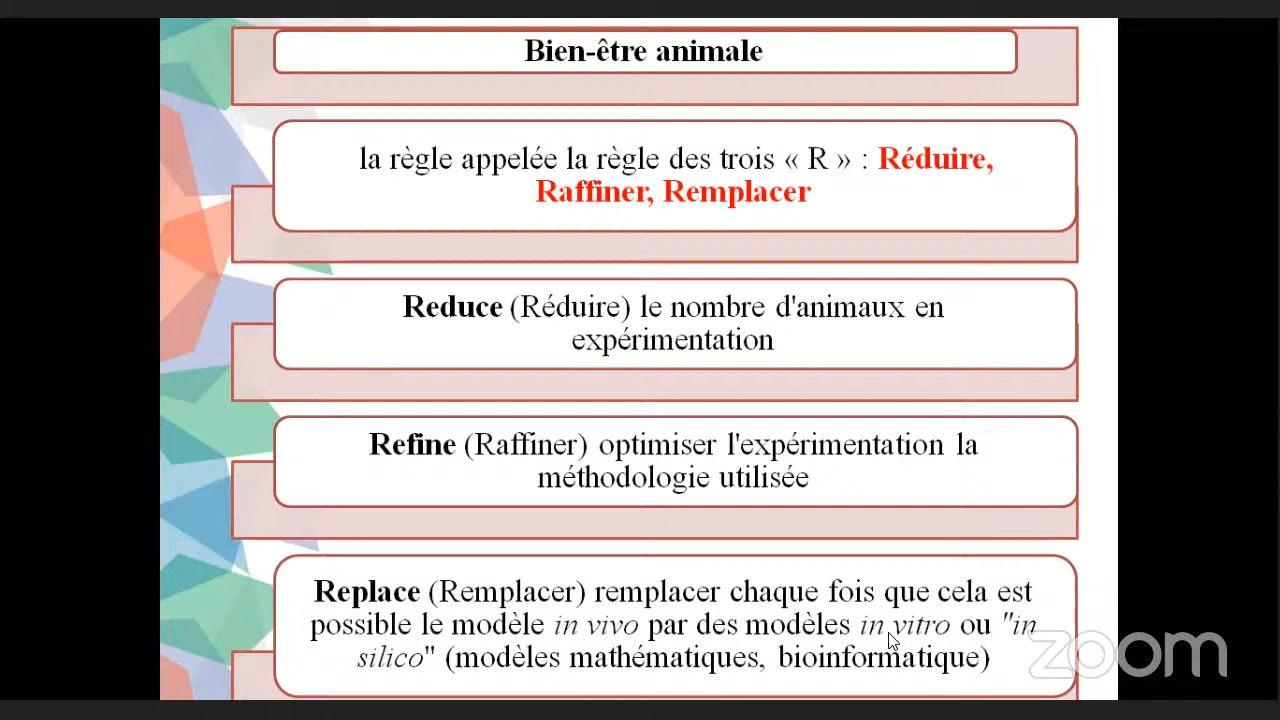 Bien-être animale
la règle appelée la règle des trois « R » : Réduire,
Raffiner, Remplacer
Reduce (Réduire) le nombre d'animaux en
expérimentation
Refine (Raffiner) optimiser l'expérimentation la
méthodologie utilisée
Replace (Remplacer) remplacer chaque fois que cela est
possible le modèle in vivo par des modèles in vitro ou "in
silico" (modèles mathématiques, bioinformatique)
zoom